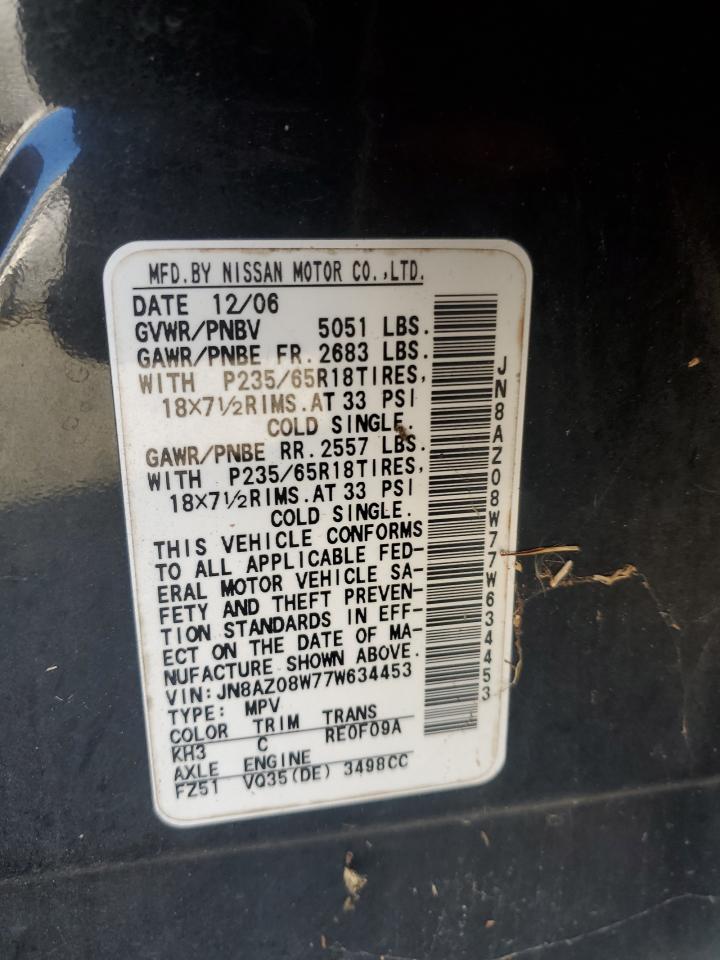 MFD.BY NISSAN MOTOR CO.,LTD.
DATE 12/06
GVWR/PNBV 5051 LBS.
GAWR/PNBE FR. 2683 LBS.
WITH P235/65R18TIRES,
18×7½RIMS.AT 33 PSI
COLD SINGLE.
GAWR/PNBE RR. 2557 LBS.
WITH P235/65R18TIRES,
18×7½RIMS.AT 33 PSI
COLD SINGLE.
THIS VEHICLE CONFORMS
TO ALL APPLICABLE FED-
ERAL MOTOR VEHICLE SA-
FETY AND THEFT PREVEN-
TION STANDARDS IN EFF-
ECT ON THE DATE OF MA-
NUFACTURE SHOWN ABOVE.
VIN:JN8AZ08W77W634453
TYPE: MPV
COLOR TRIM TRANS
KH3 C RE0F09A
AXLE ENGINE
FZ51 VQ35(DE) 3498CC
JN8AZ08W77W634453